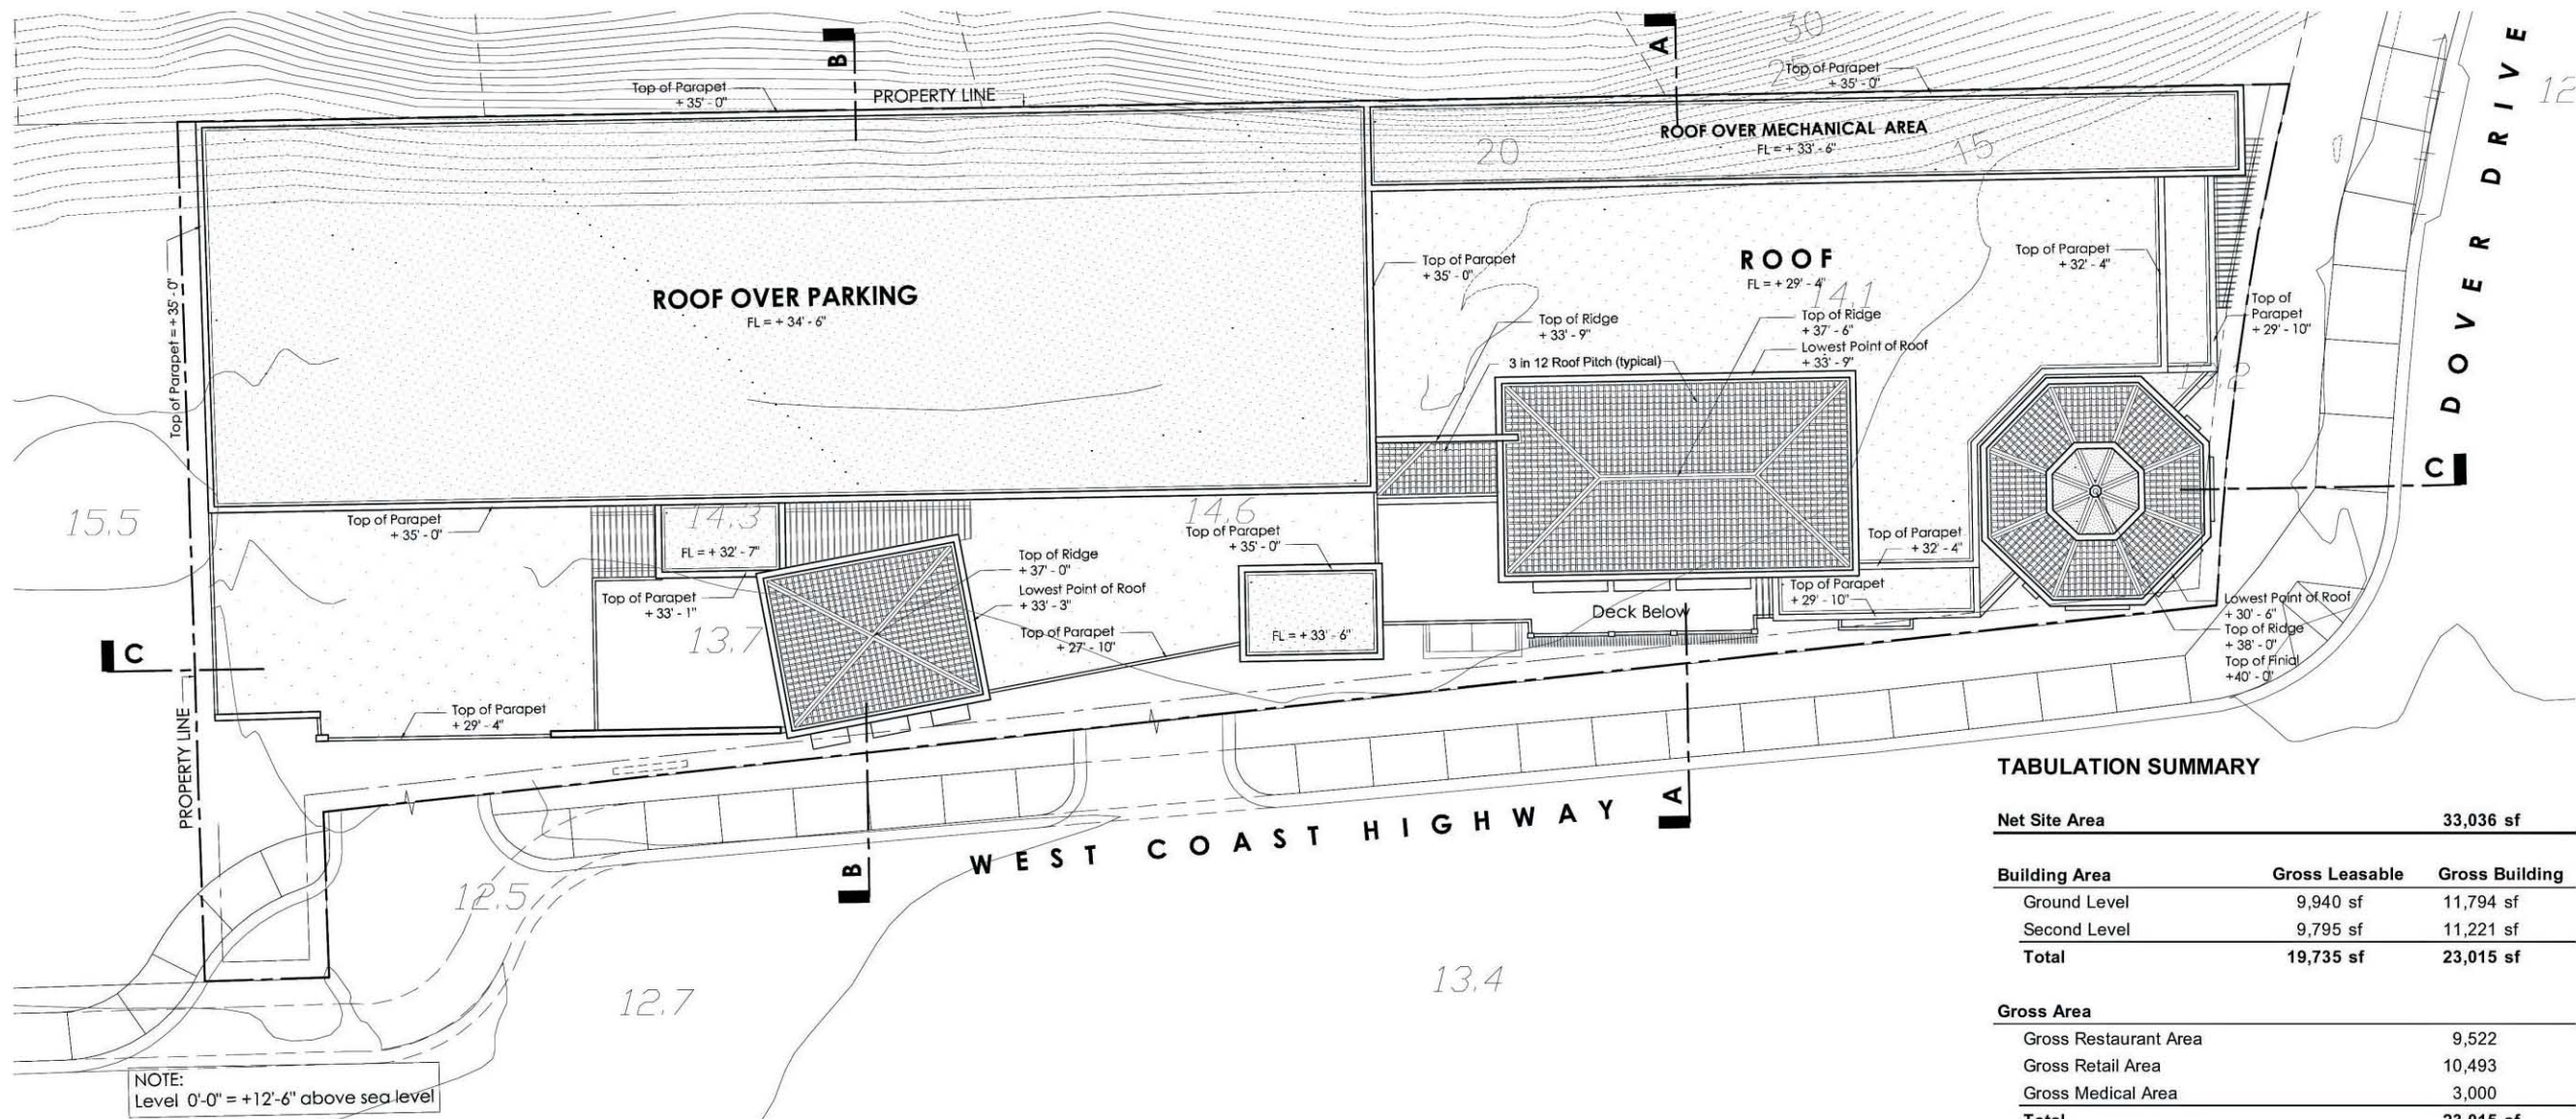 B
A
30
25
Top of Parapet
+ 35' - 0"
PROPERTY LINE
Top of Parapet
+ 35' - 0"
DOVER DRIVE
12
ROOF OVER MECHANICAL AREA
FL = + 33' - 6"
20
15
Top of Parapet = + 35' - 0"
ROOF OVER PARKING
FL = + 34' - 6"
Top of Parapet
+ 35' - 0"
ROOF
FL = + 29' - 4"
14.1
Top of Parapet
+ 32' - 4"
Top of
Parapet
+ 29' - 10"
Top of Ridge
+ 33' - 9"
Top of Ridge
+ 37' - 6"
Lowest Point of Roof
+ 33' - 9"
3 in 12 Roof Pitch (typical)
C
15.5
Top of Parapet
+ 35' - 0"
14.3
FL = + 32' - 7"
14.6
Top of Parapet
+ 35' - 0"
Top of Ridge
+ 37' - 0"
Lowest Point of Roof
+ 33' - 3"
Top of Parapet
+ 33' - 1"
13.7
Top of Parapet
+ 27' - 10"
FL = + 33' - 6"
Deck Below
Top of Parapet
+ 32' - 4"
Top of Parapet
+ 29' - 10"
Lowest Point of Roof
+ 30' - 6"
Top of Ridge
+ 38' - 0"
Top of Finial
+40' - 0"
C
PROPERTY LINE
Top of Parapet
+ 29' - 4"
B
A
WEST COAST HIGHWAY
12.5
12.7
13.4
NOTE:
Level 0'-0" = +12'-6" above sea level
TABULATION SUMMARY
Net Site Area 33,036 sf
Building Area Gross Leasable Gross Building
Ground Level 9,940 sf 11,794 sf
Second Level 9,795 sf 11,221 sf
Total 19,735 sf 23,015 sf
Gross Area
Gross Restaurant Area 9,522
Gross Retail Area 10,493
Gross Medical Area 3,000
Total 23,015 sf